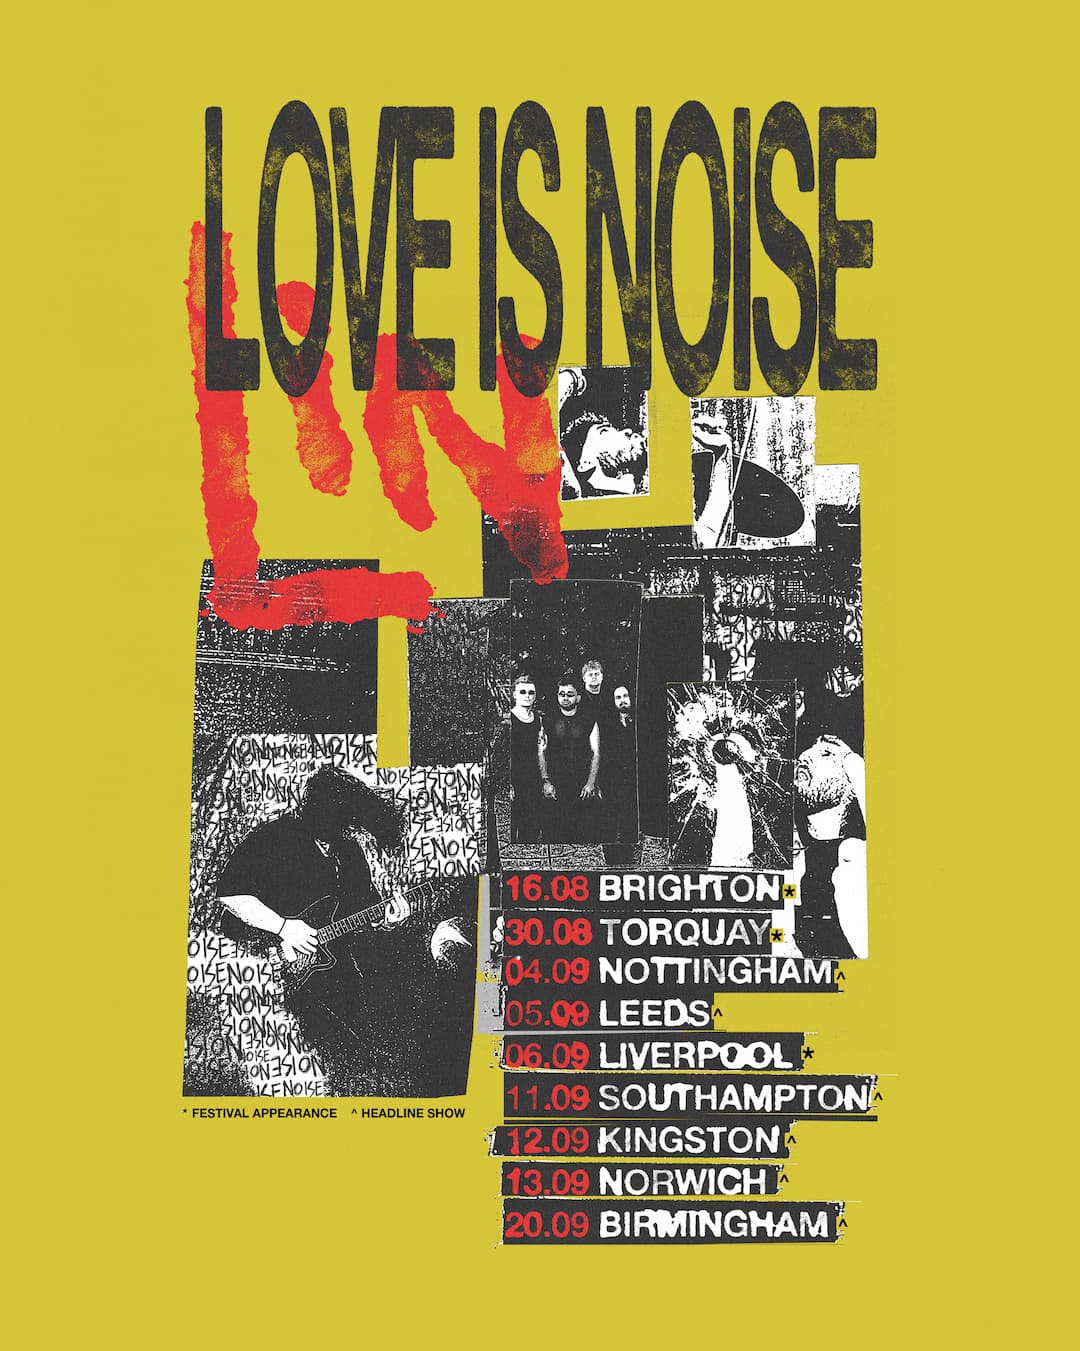 LOVE IS NOISE
LIN
16.08 BRIGHTON*
30.08 TORQUAY*
04.09 NOTTINGHAM^
05.09 LEEDS^
06.09 LIVERPOOL*
11.09 SOUTHAMPTON^
12.09 KINGSTON^
13.09 NORWICH^
20.09 BIRMINGHAM^
* FESTIVAL APPEARANCE ^ HEADLINE SHOW